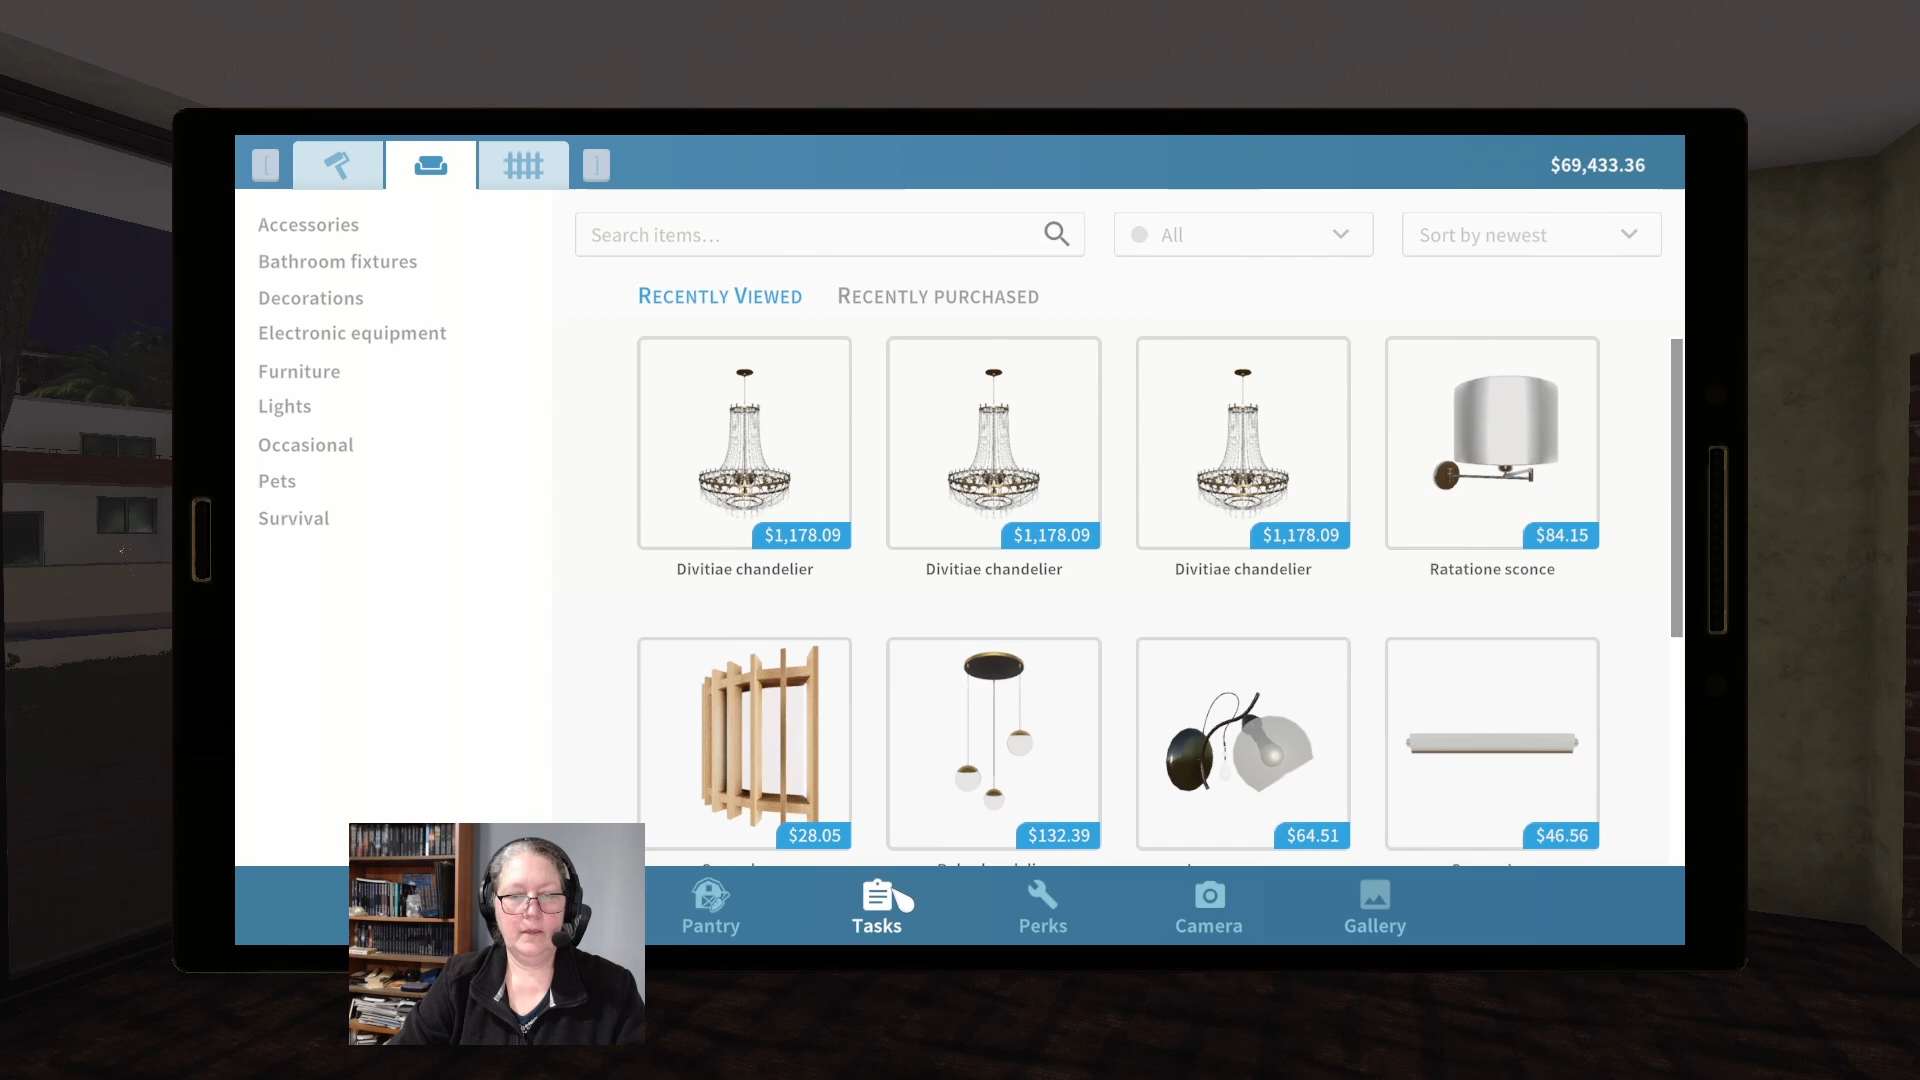 [
]
$69,433.36
Accessories
Bathroom fixtures
Decorations
Electronic equipment
Furniture
Lights
Occasional
Pets
Survival
Search items...
All
Sort by newest
RECENTLY VIEWED
RECENTLY PURCHASED
$1,178.09
$1,178.09
$1,178.09
$84.15
Divitiae chandelier
Divitiae chandelier
Divitiae chandelier
Ratatione sconce
$28.05
$132.39
$64.51
$46.56
Pantry
Tasks
Perks
Camera
Gallery